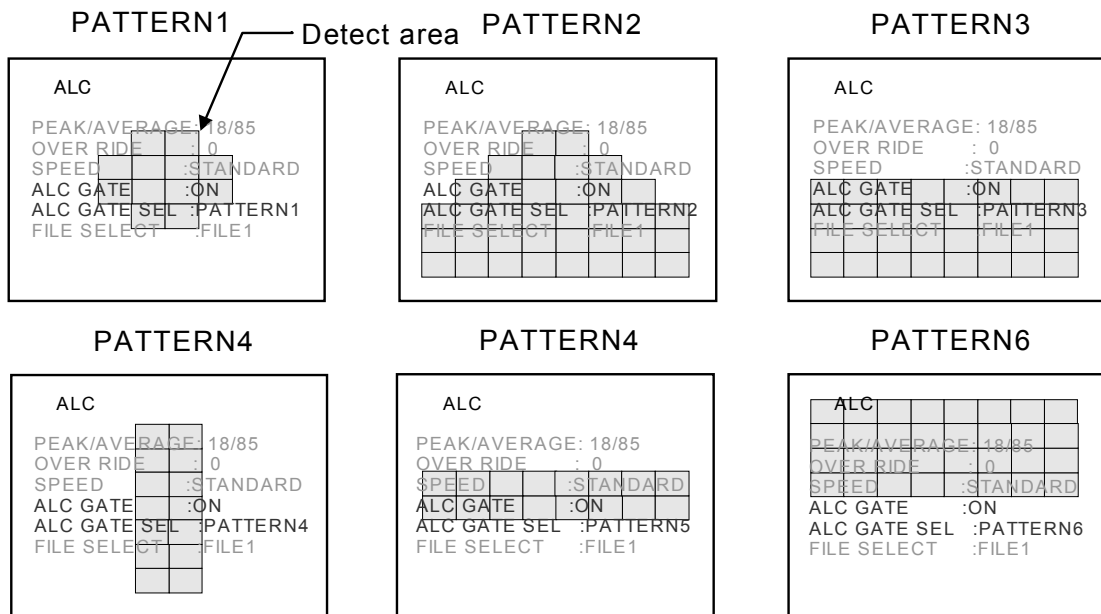 PATTERN1
Detect area
PATTERN2
PATTERN3
ALC
PEAK/AVERAGE: 18/85
OVER RIDE : 0
SPEED :STANDARD
ALC GATE :ON
ALC GATE SEL :PATTERN1
FILE SELECT :FILE1
ALC
PEAK/AVERAGE: 18/85
OVER RIDE : 0
SPEED :STANDARD
ALC GATE :ON
ALC GATE SEL :PATTERN2
FILE SELECT :FILE1
ALC
PEAK/AVERAGE: 18/85
OVER RIDE : 0
SPEED :STANDARD
ALC GATE :ON
ALC GATE SEL :PATTERN3
FILE SELECT :FILE1
PATTERN4
PATTERN4
PATTERN6
ALC
PEAK/AVERAGE: 18/85
OVER RIDE : 0
SPEED :STANDARD
ALC GATE :ON
ALC GATE SEL :PATTERN4
FILE SELECT :FILE1
ALC
PEAK/AVERAGE: 18/85
OVER RIDE : 0
SPEED :STANDARD
ALC GATE :ON
ALC GATE SEL :PATTERN5
FILE SELECT :FILE1
ALC
PEAK/AVERAGE: 18/85
OVER RIDE : 0
SPEED :STANDARD
ALC GATE :ON
ALC GATE SEL :PATTERN6
FILE SELECT :FILE1